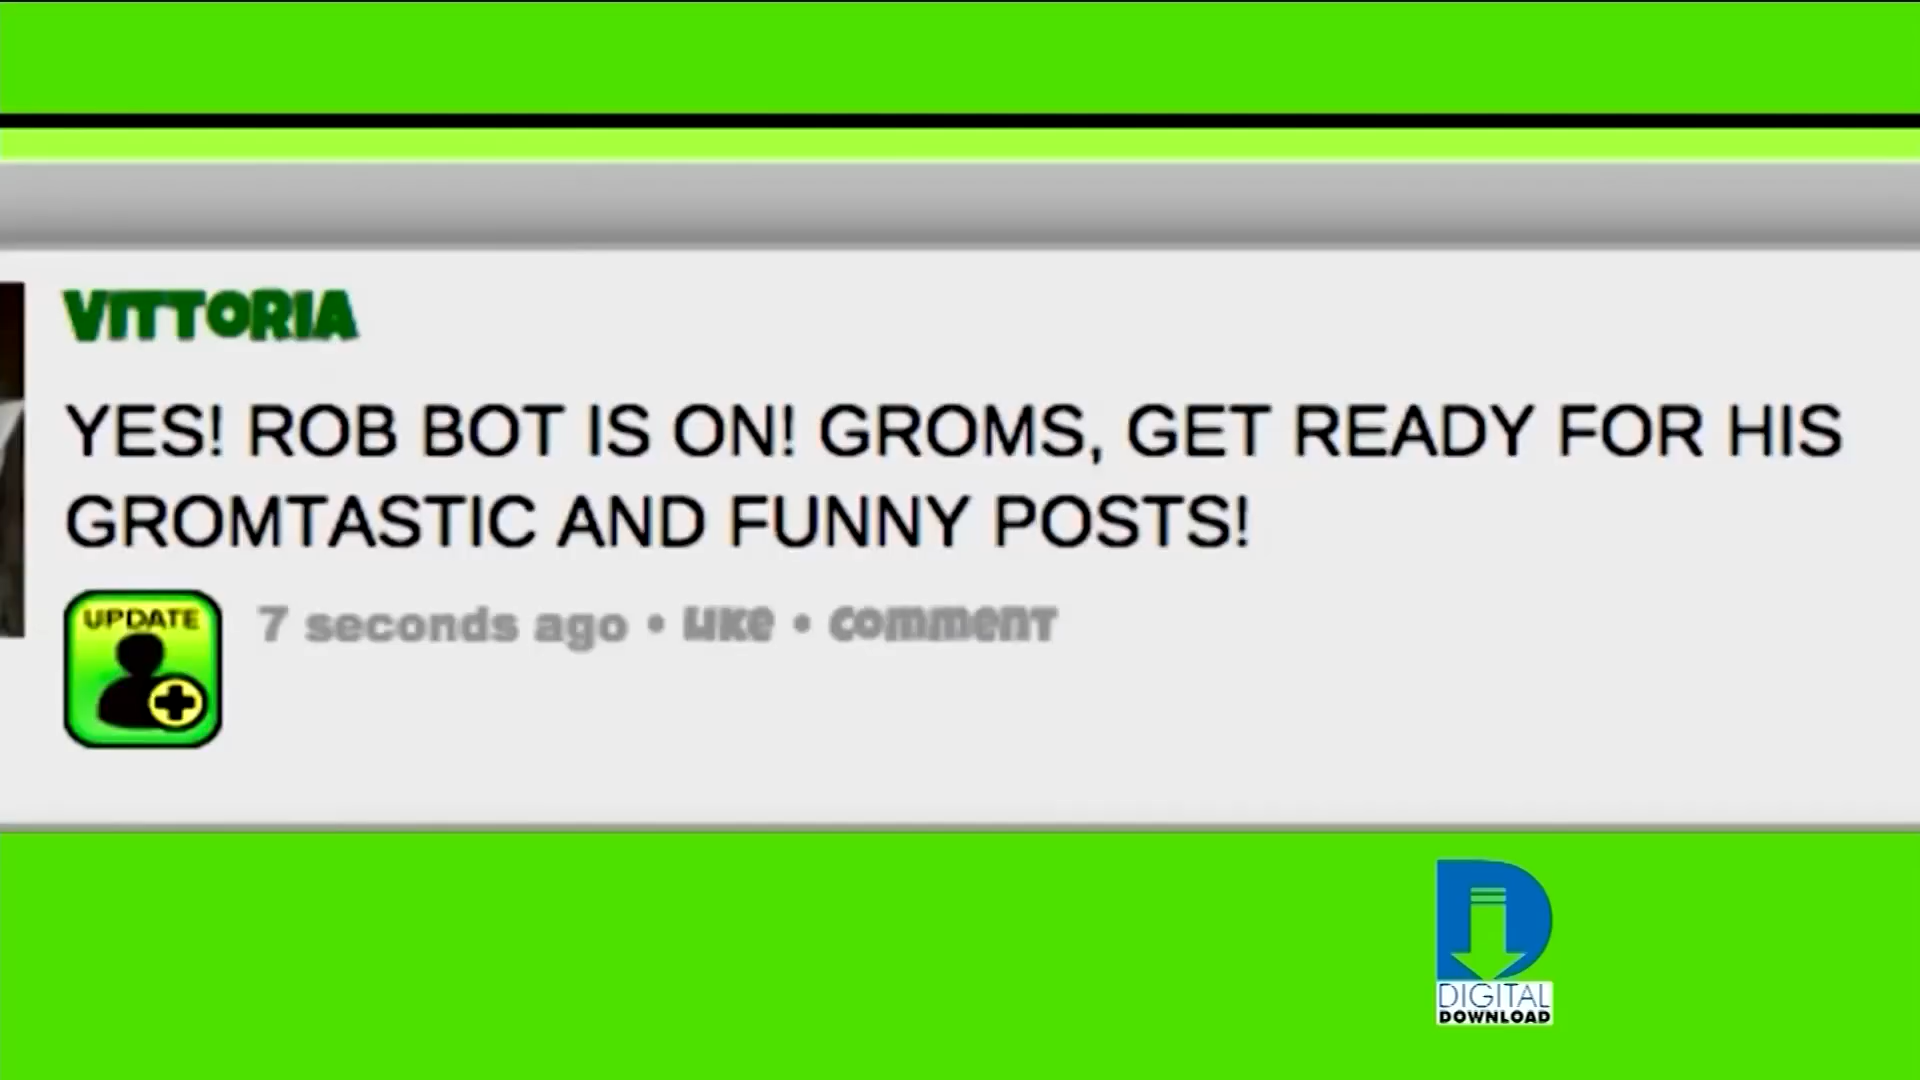 VITTORIA
YES! ROB BOT IS ON! GROMS, GET READY FOR HIS
GROMTASTIC AND FUNNY POSTS!
UPDATE
7 seconds ago • Like • Comment
DIGITAL
DOWNLOAD